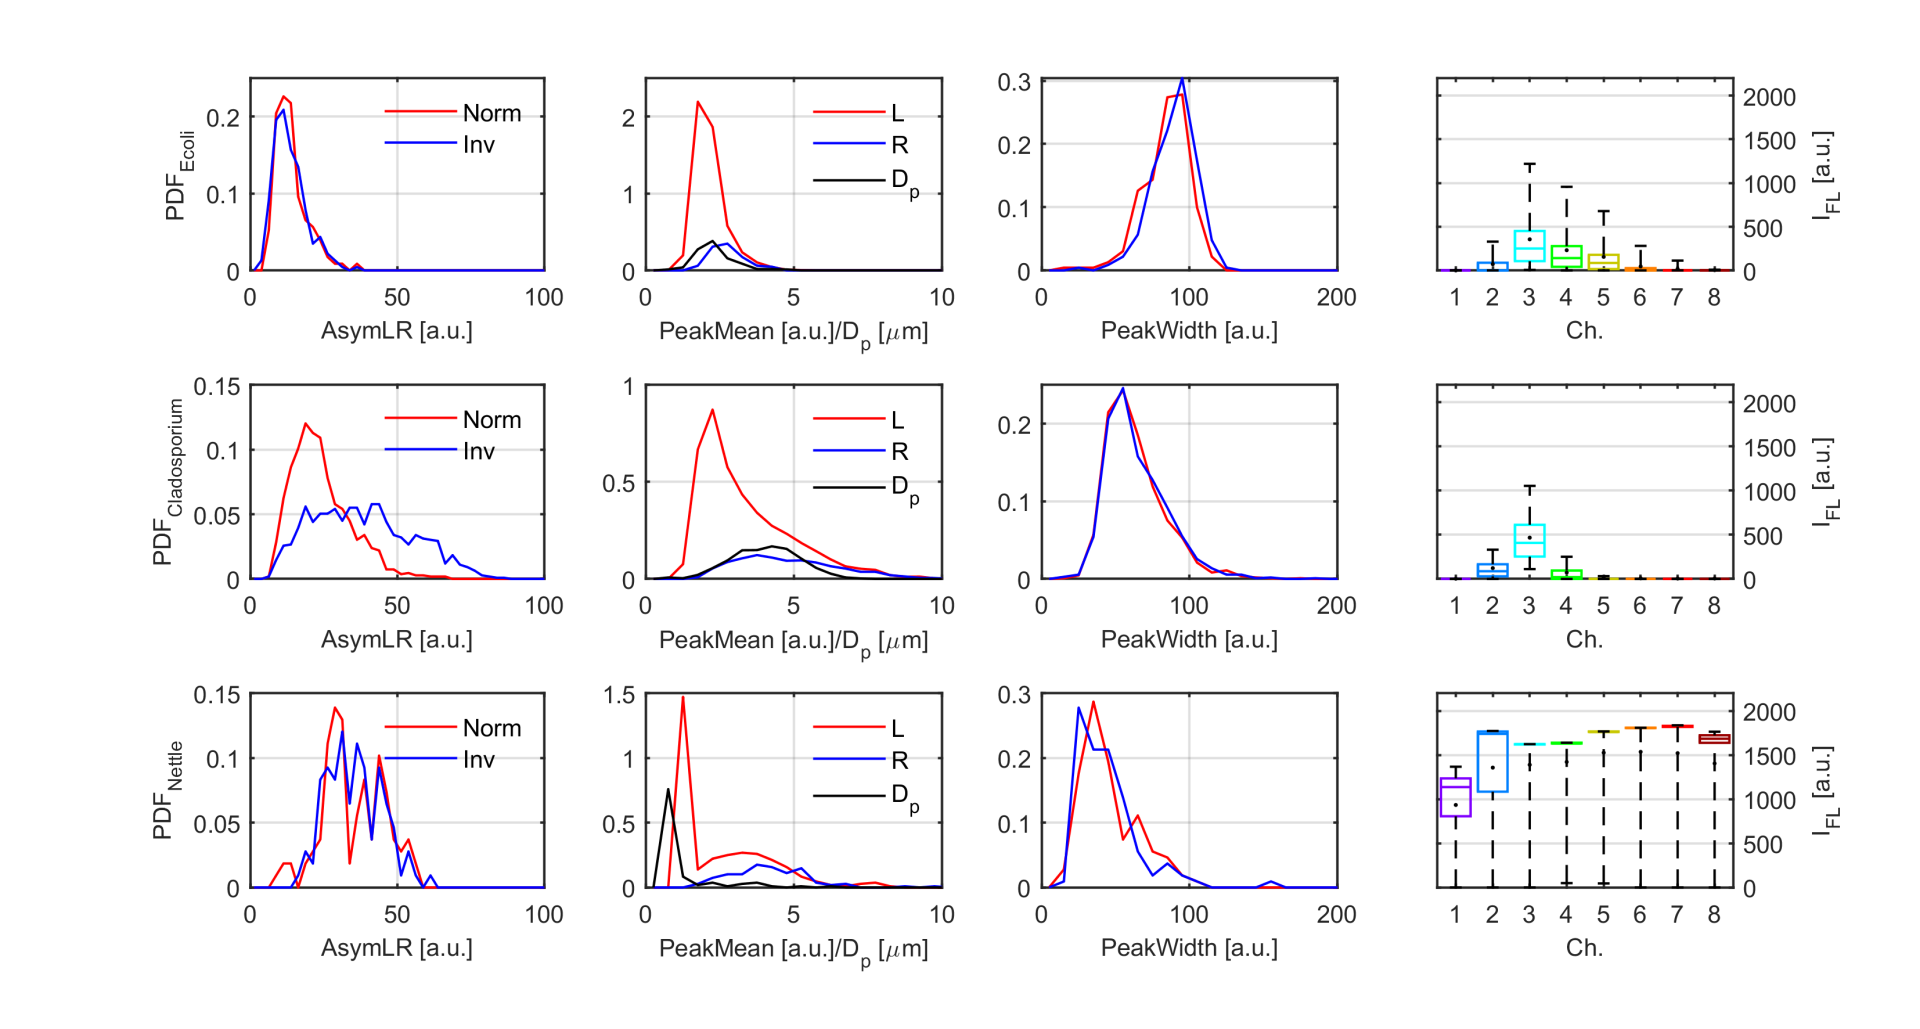 PDF_Ecoli
0.2
0.1
0
0 50 100
AsymLR [a.u.]
Norm
Inv
2
1
0
0 5 10
PeakMean [a.u.]/D_p [μm]
L
R
D_p
0.3
0.2
0.1
0
0 100 200
PeakWidth [a.u.]
2000
1500
1000
500
0
I_FL [a.u.]
1 2 3 4 5 6 7 8
Ch.
PDF_Cladosporium
0.15
0.1
0.05
0
0 50 100
AsymLR [a.u.]
Norm
Inv
1
0.5
0
0 5 10
PeakMean [a.u.]/D_p [μm]
L
R
D_p
0.2
0.1
0
0 100 200
PeakWidth [a.u.]
2000
1500
1000
500
0
I_FL [a.u.]
1 2 3 4 5 6 7 8
Ch.
PDF_Nettle
0.15
0.1
0.05
0
0 50 100
AsymLR [a.u.]
Norm
Inv
1.5
1
0.5
0
0 5 10
PeakMean [a.u.]/D_p [μm]
L
R
D_p
0.3
0.2
0.1
0
0 100 200
PeakWidth [a.u.]
2000
1500
1000
500
0
I_FL [a.u.]
1 2 3 4 5 6 7 8
Ch.